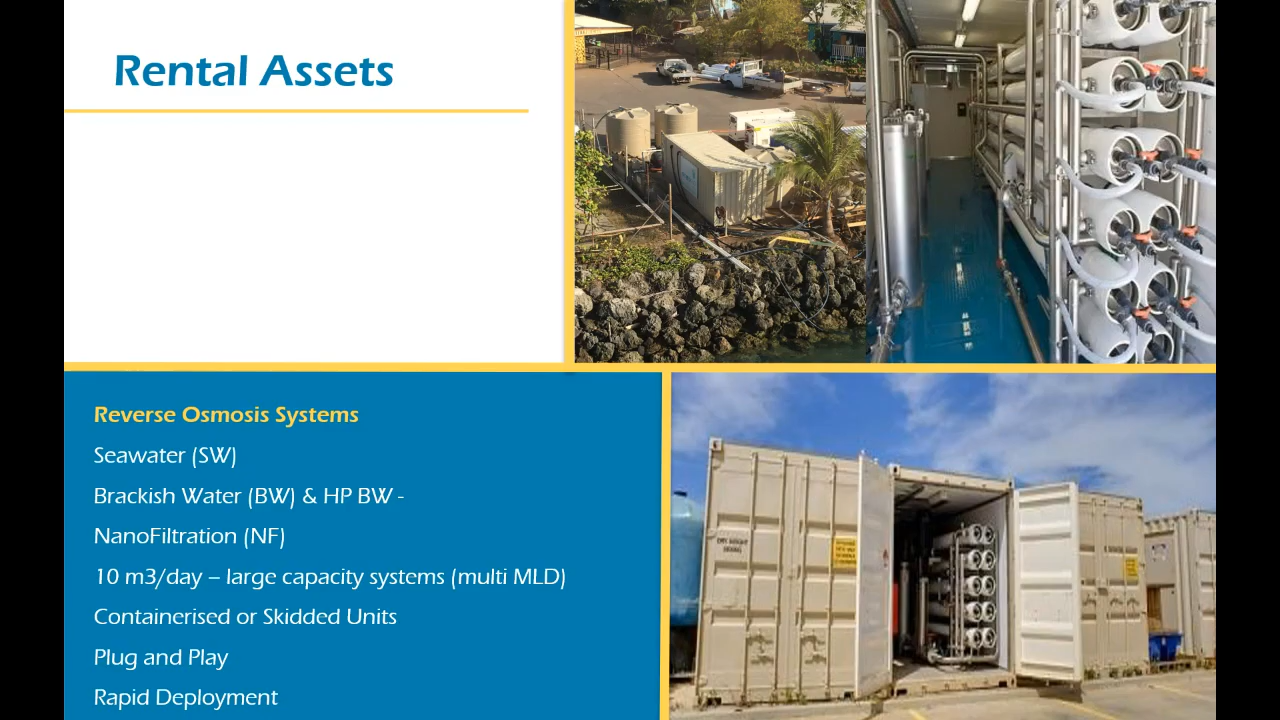 Rental Assets
Reverse Osmosis Systems
Seawater (SW)
Brackish Water (BW) & HP BW -
NanoFiltration (NF)
10 m3/day – large capacity systems (multi MLD)
Containerised or Skidded Units
Plug and Play
Rapid Deployment